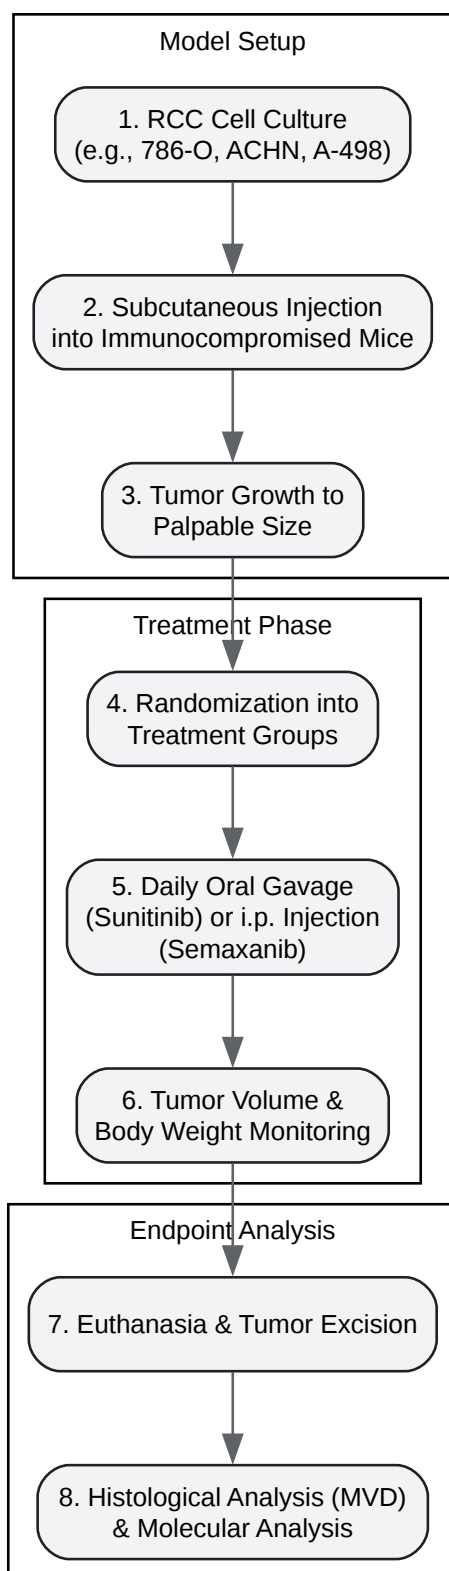 Model Setup
1. RCC Cell Culture
(e.g., 786-O, ACHN, A-498)
2. Subcutaneous Injection
into Immunocompromised Mice
3. Tumor Growth to
Palpable Size
Treatment Phase
4. Randomization into
Treatment Groups
5. Daily Oral Gavage
(Sunitinib) or i.p. Injection
(Semaxanib)
6. Tumor Volume &
Body Weight Monitoring
Endpoint Analysis
7. Euthanasia & Tumor Excision
8. Histological Analysis (MVD)
& Molecular Analysis